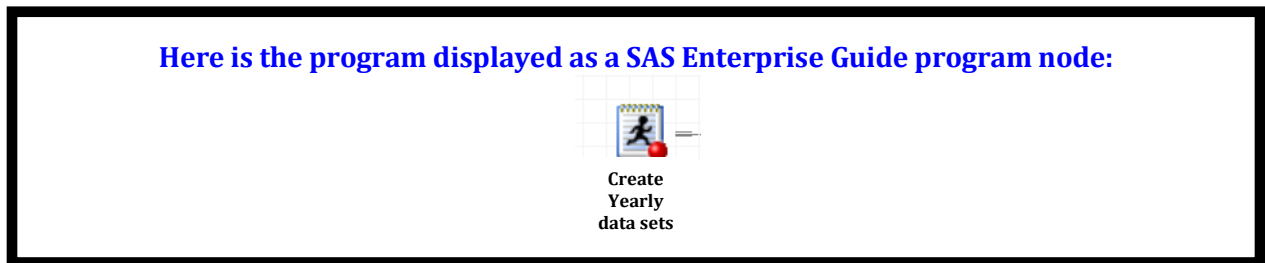 Here is the program displayed as a SAS Enterprise Guide program node:
Create
Yearly
data sets